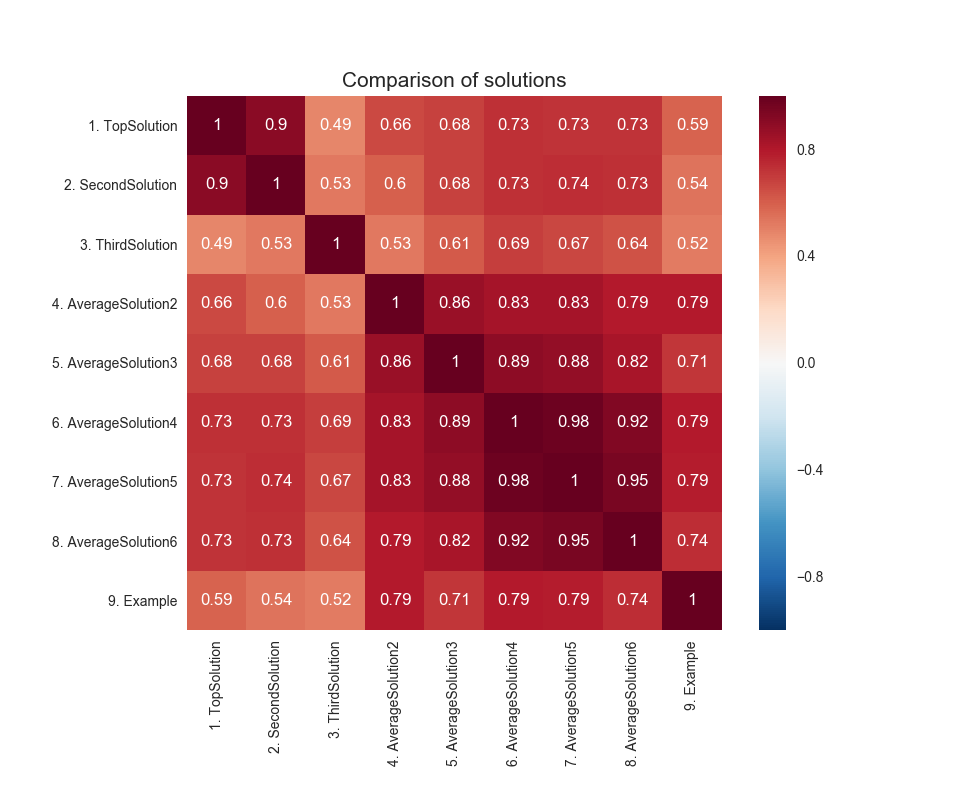 Comparison of solutions
1. TopSolution 1 0.9 0.49 0.66 0.68 0.73 0.73 0.73 0.59
2. SecondSolution 0.9 1 0.53 0.6 0.68 0.73 0.74 0.73 0.54
3. ThirdSolution 0.49 0.53 1 0.53 0.61 0.69 0.67 0.64 0.52
4. AverageSolution2 0.66 0.6 0.53 1 0.86 0.83 0.83 0.79 0.79
5. AverageSolution3 0.68 0.68 0.61 0.86 1 0.89 0.88 0.82 0.71
6. AverageSolution4 0.73 0.73 0.69 0.83 0.89 1 0.98 0.92 0.79
7. AverageSolution5 0.73 0.74 0.67 0.83 0.88 0.98 1 0.95 0.79
8. AverageSolution6 0.73 0.73 0.64 0.79 0.82 0.92 0.95 1 0.74
9. Example 0.59 0.54 0.52 0.79 0.71 0.79 0.79 0.74 1
1. TopSolution
2. SecondSolution
3. ThirdSolution
4. AverageSolution2
5. AverageSolution3
6. AverageSolution4
7. AverageSolution5
8. AverageSolution6
9. Example
0.8
0.4
0.0
−0.4
−0.8